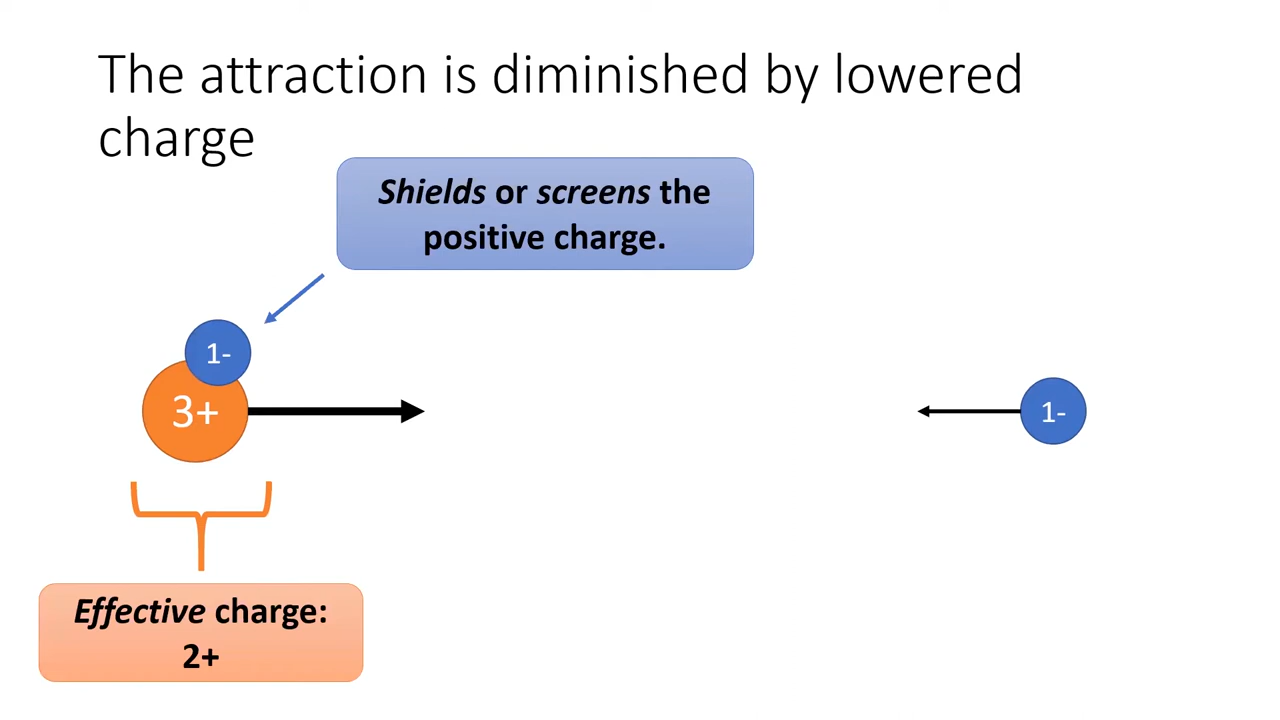 The attraction is diminished by lowered
charge
Shields or screens the
positive charge.
1-
3+
1-
Effective charge:
2+